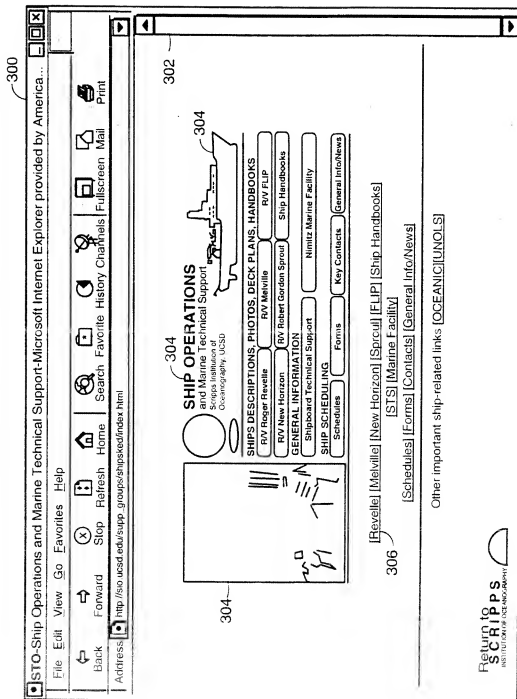 300
STO-Ship Operations and Marine Technical Support-Microsoft Internet Explorer provided by America...
File Edit View Go Favorites Help
Back Forward Stop Refresh Home Search Favorite History Channels Fullscreen Mail Print
Address http://sio.ucsd.edu/supp_groups/shipsked/index.html
302
304
SHIP OPERATIONS
and Marine Technical Support
Scripps Institution of
Oceanography, UCSD
304
304
SHIPS DESCRIPTIONS, PHOTOS, DECK PLANS, HANDBOOKS
R/V Roger Revelle R/V Melville R/V FLIP
R/V New Horizon R/V Robert Gordon Sproul Ship Handbooks
GENERAL INFORMATION
Shipboard Technical Support Nimitz Marine Facility
SHIP SCHEDULING
Schedules Forms Key Contacts General Info/News
[Revelle] [Melville] [New Horizon] [Sproul] [FLIP] [Ship Handbooks]
306
[STS] [Marine Facility]
[Schedules] [Forms] [Contacts] [General Info/News]
Other important ship-related links [OCEANIC][UNOLS]
Return to
SCRIPPS
INSTITUTION OF OCEANOGRAPHY